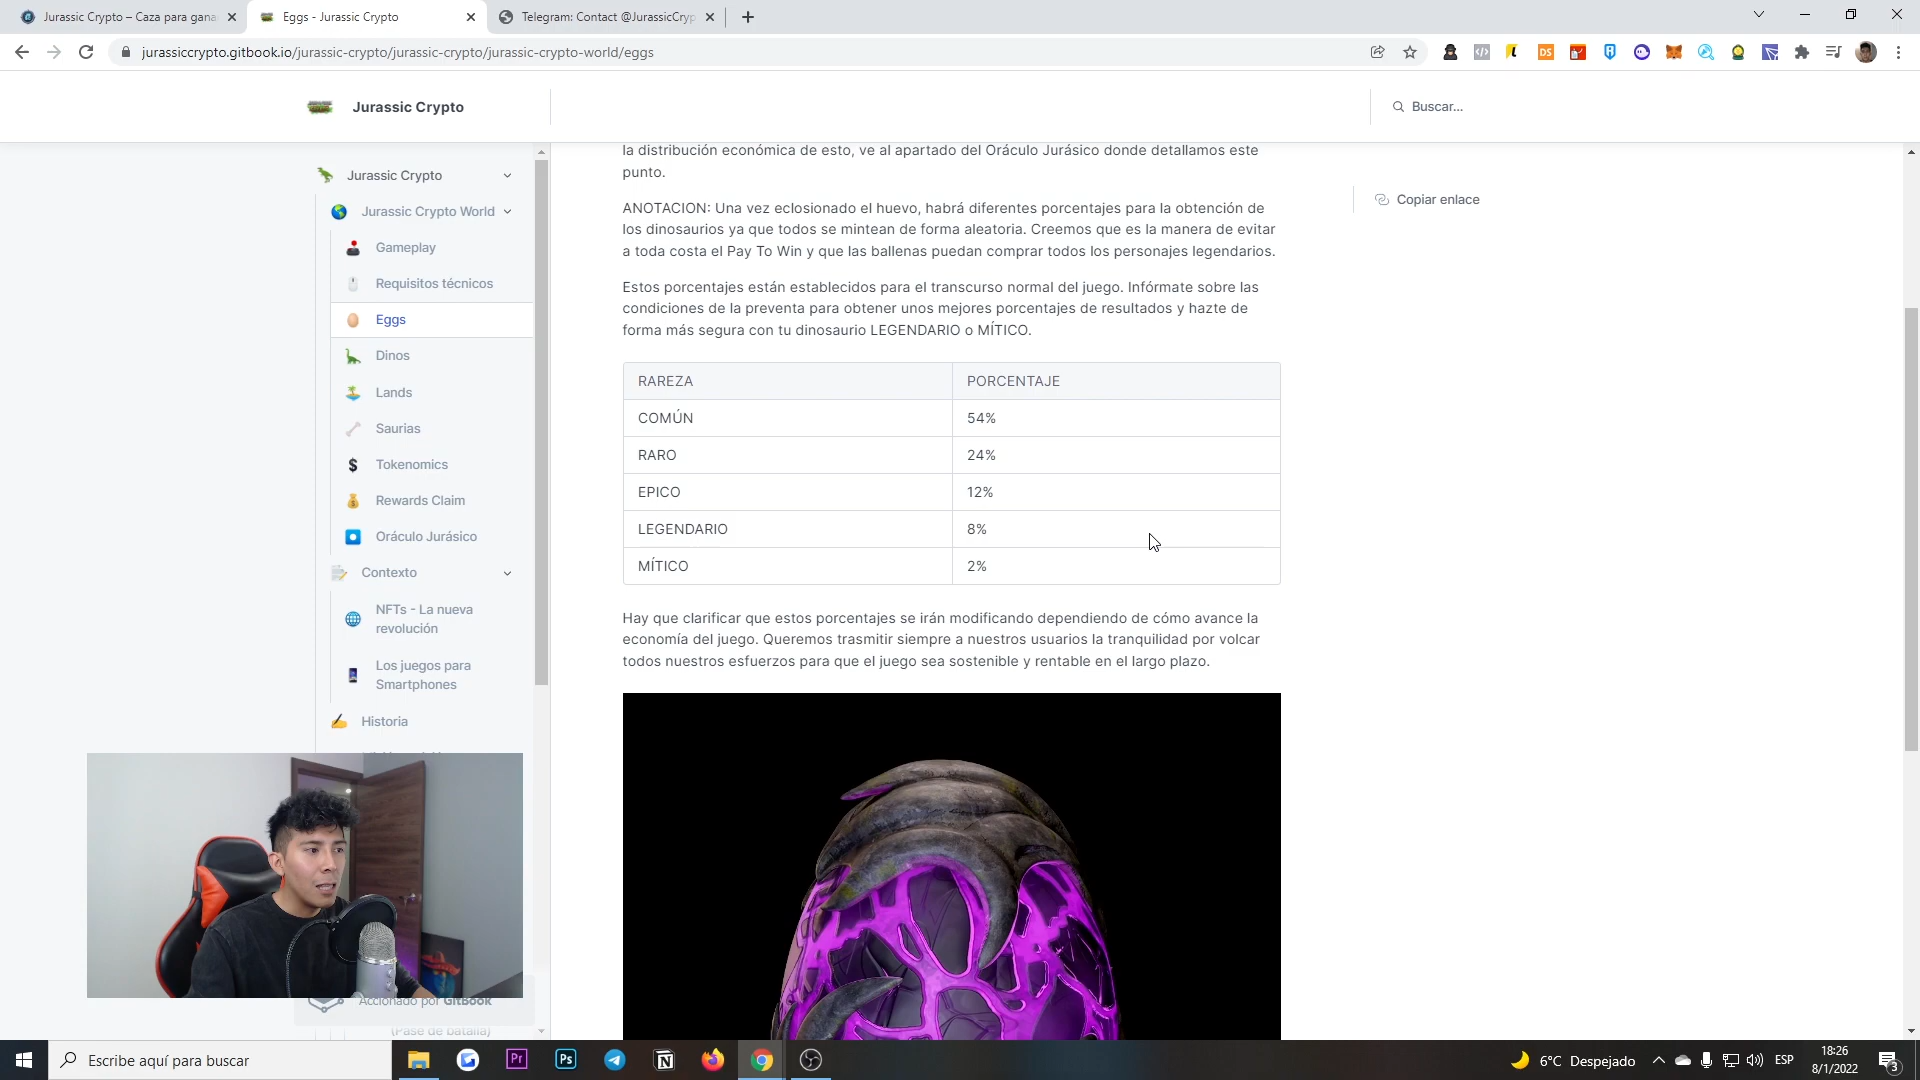 Jurassic Crypto – Caza para gana
Eggs - Jurassic Crypto
Telegram: Contact @JurassicCryp
jurassiccrypto.gitbook.io/jurassic-crypto/jurassic-crypto/jurassic-crypto-world/eggs
DS
Jurassic Crypto
Buscar...
Jurassic Crypto
Jurassic Crypto World
Gameplay
Requisitos técnicos
Eggs
Dinos
Lands
Saurias
Tokenomics
Rewards Claim
Oráculo Jurásico
Contexto
NFTs - La nueva
revolución
Los juegos para
Smartphones
Historia
Accionado por GitBook
(Pase de batalla)
la distribución económica de esto, ve al apartado del Oráculo Jurásico donde detallamos este
punto.
ANOTACION: Una vez eclosionado el huevo, habrá diferentes porcentajes para la obtención de
los dinosaurios ya que todos se mintean de forma aleatoria. Creemos que es la manera de evitar
a toda costa el Pay To Win y que las ballenas puedan comprar todos los personajes legendarios.
Estos porcentajes están establecidos para el transcurso normal del juego. Infórmate sobre las
condiciones de la preventa para obtener unos mejores porcentajes de resultados y hazte de
forma más segura con tu dinosaurio LEGENDARIO o MÍTICO.
RAREZA PORCENTAJE
COMÚN 54%
RARO 24%
EPICO 12%
LEGENDARIO 8%
MÍTICO 2%
Hay que clarificar que estos porcentajes se irán modificando dependiendo de cómo avance la
economía del juego. Queremos trasmitir siempre a nuestros usuarios la tranquilidad por volcar
todos nuestros esfuerzos para que el juego sea sostenible y rentable en el largo plazo.
Copiar enlace
Escribe aquí para buscar
Pr
Ps
6°C Despejado
ESP
18:26
8/1/2022
3